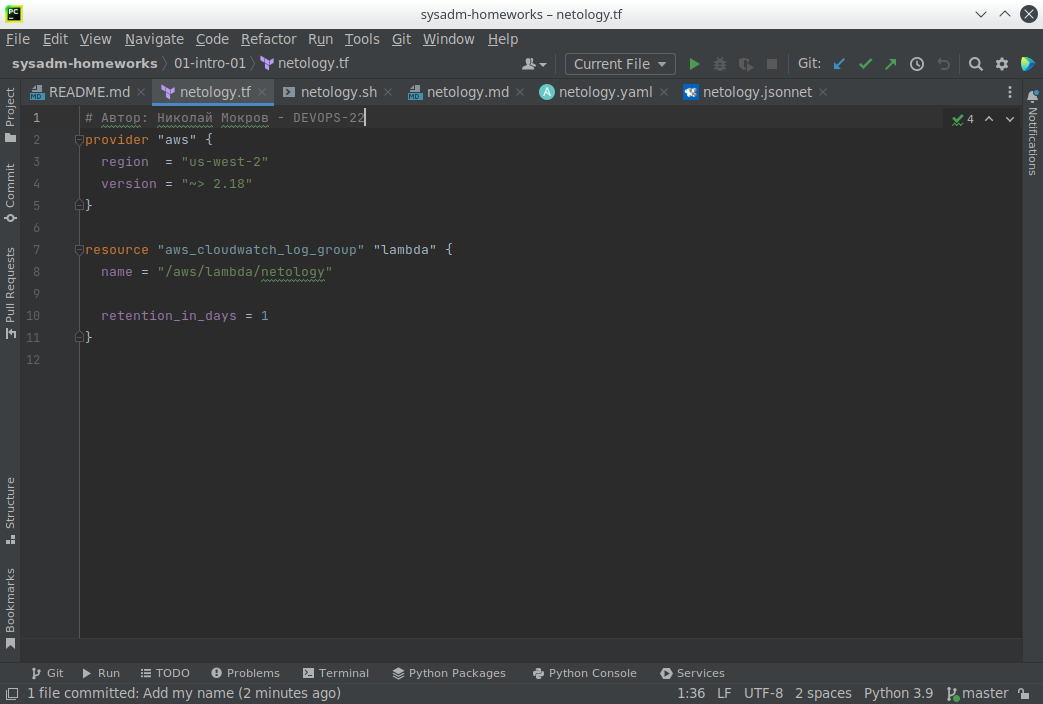 sysadm-homeworks – netology.tf
File Edit View Navigate Code Refactor Run Tools Git Window Help
sysadm-homeworks 01-intro-01 netology.tf Current File Git:
README.md netology.tf netology.sh netology.md netology.yaml netology.jsonnet
Project
Commit
Pull Requests
Structure
Bookmarks
1 # Автор: Николай Мокров - DEVOPS-22
2 provider "aws" {
3 region  = "us-west-2"
4 version = "~> 2.18"
5 }
6
7 resource "aws_cloudwatch_log_group" "lambda" {
8 name = "/aws/lambda/netology"
9
10 retention_in_days = 1
11 }
12
4
Notifications
Git Run TODO Problems Terminal Python Packages Python Console Services
1 file committed: Add my name (2 minutes ago) 1:36 LF UTF-8 2 spaces Python 3.9 master